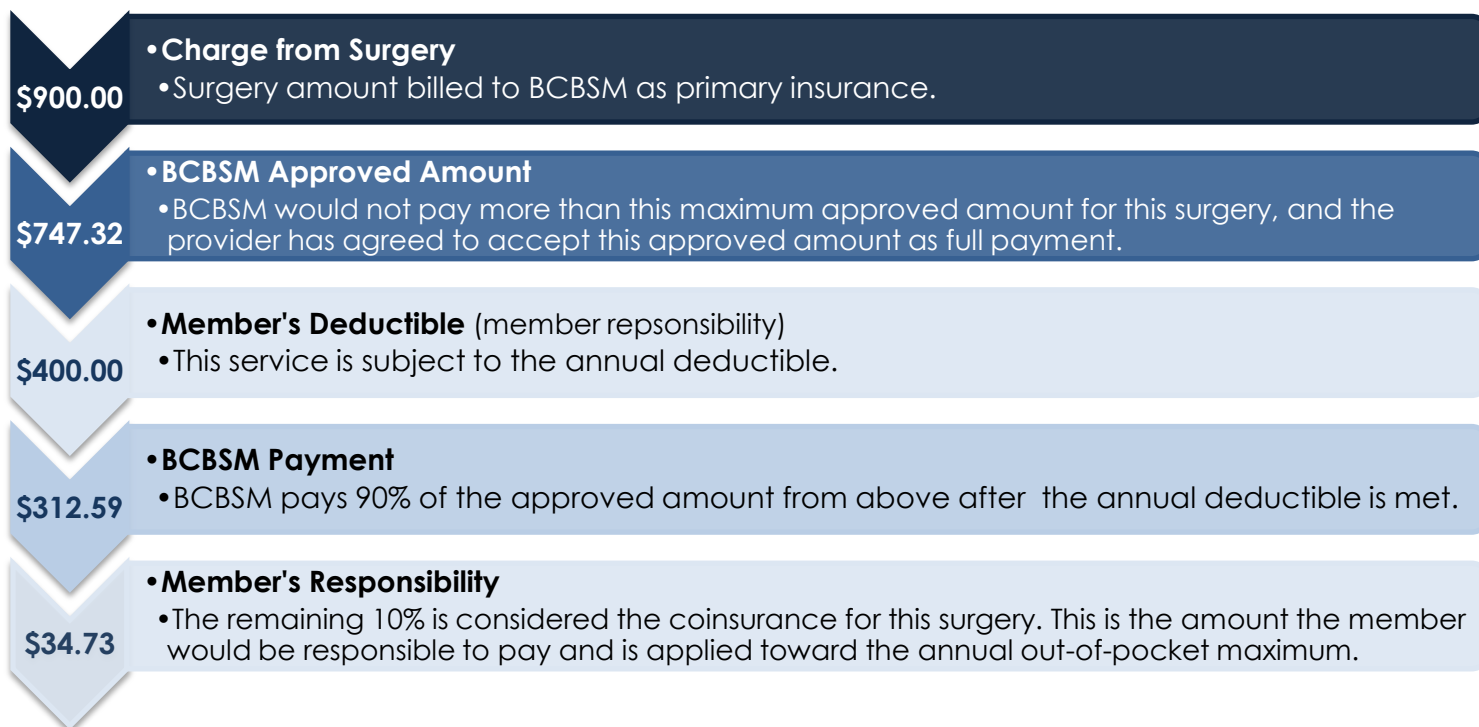 $900.00
•Charge from Surgery
•Surgery amount billed to BCBSM as primary insurance.
$747.32
•BCBSM Approved Amount
•BCBSM would not pay more than this maximum approved amount for this surgery, and the
provider has agreed to accept this approved amount as full payment.
$400.00
•Member's Deductible (member repsonsibility)
•This service is subject to the annual deductible.
$312.59
•BCBSM Payment
•BCBSM pays 90% of the approved amount from above after the annual deductible is met.
$34.73
•Member's Responsibility
•The remaining 10% is considered the coinsurance for this surgery. This is the amount the member
would be responsible to pay and is applied toward the annual out-of-pocket maximum.